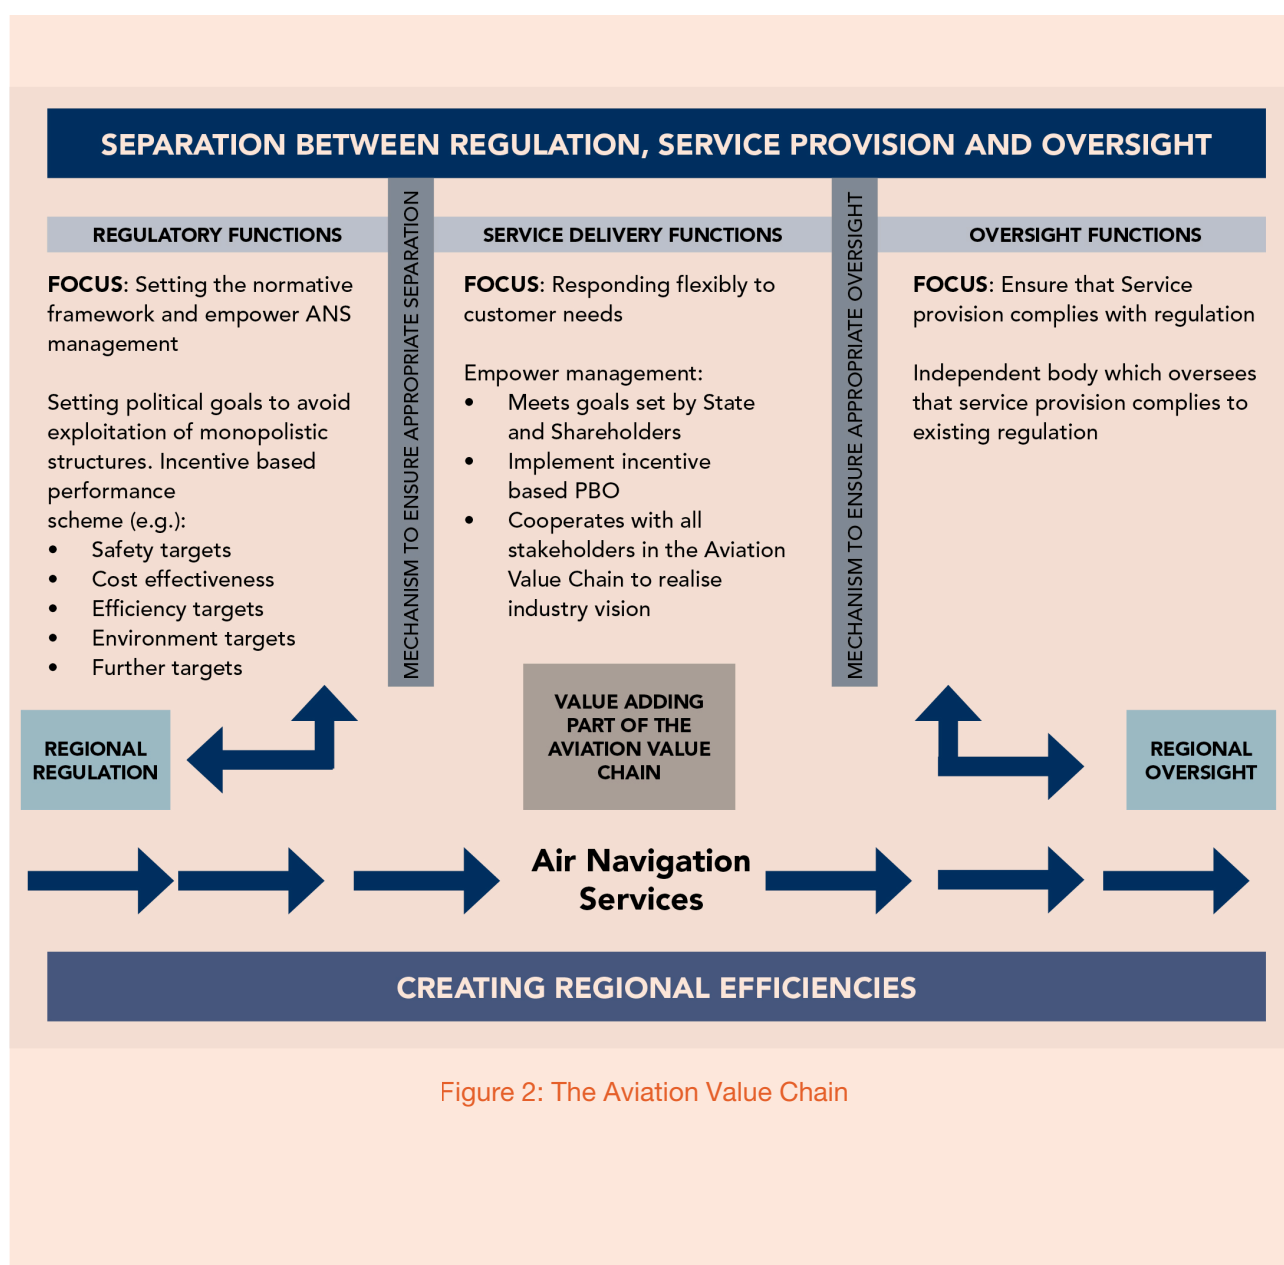 SEPARATION BETWEEN REGULATION, SERVICE PROVISION AND OVERSIGHT
REGULATORY FUNCTIONS
FOCUS: Setting the normative
framework and empower ANS
management
Setting political goals to avoid
exploitation of monopolistic
structures. Incentive based
performance
scheme (e.g.):
• Safety targets
• Cost effectiveness
• Efficiency targets
• Environment targets
• Further targets
MECHANISM TO ENSURE APPROPRIATE SEPARATION
SERVICE DELIVERY FUNCTIONS
FOCUS: Responding flexibly to
customer needs
Empower management:
• Meets goals set by State
and Shareholders
• Implement incentive
based PBO
• Cooperates with all
stakeholders in the Aviation
Value Chain to realise
industry vision
MECHANISM TO ENSURE APPROPRIATE OVERSIGHT
OVERSIGHT FUNCTIONS
FOCUS: Ensure that Service
provision complies with regulation
Independent body which oversees
that service provision complies to
existing regulation
REGIONAL
REGULATION
VALUE ADDING
PART OF THE
AVIATION VALUE
CHAIN
REGIONAL
OVERSIGHT
Air Navigation
Services
CREATING REGIONAL EFFICIENCIES
Figure 2: The Aviation Value Chain